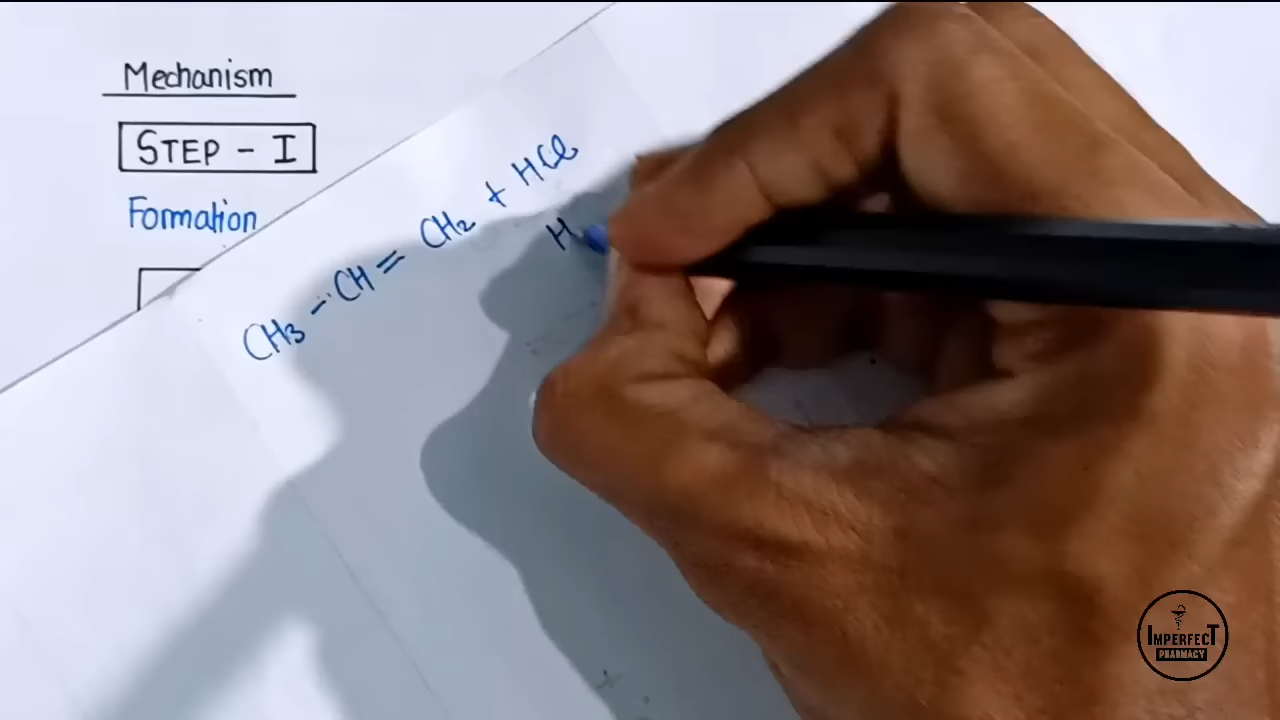 Mechanism
STEP - I
Formation
CH3 - CH = CH2 + HCl
H
IMPERFECT
PHARMACY